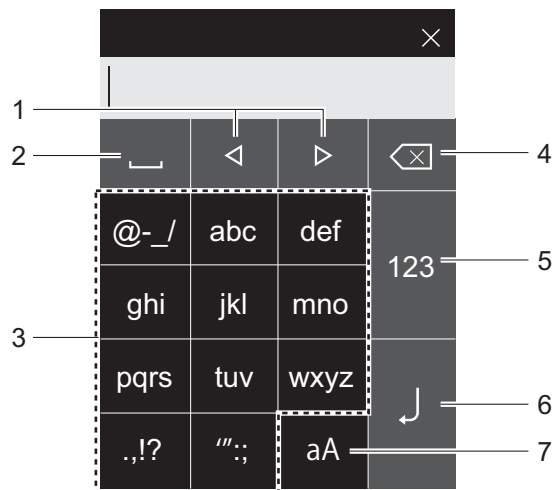 1
2
4
@-_/ abc def
123
5
ghi jkl mno
3
pqrs tuv wxyz
6
.,!? ‘”:; aA
7